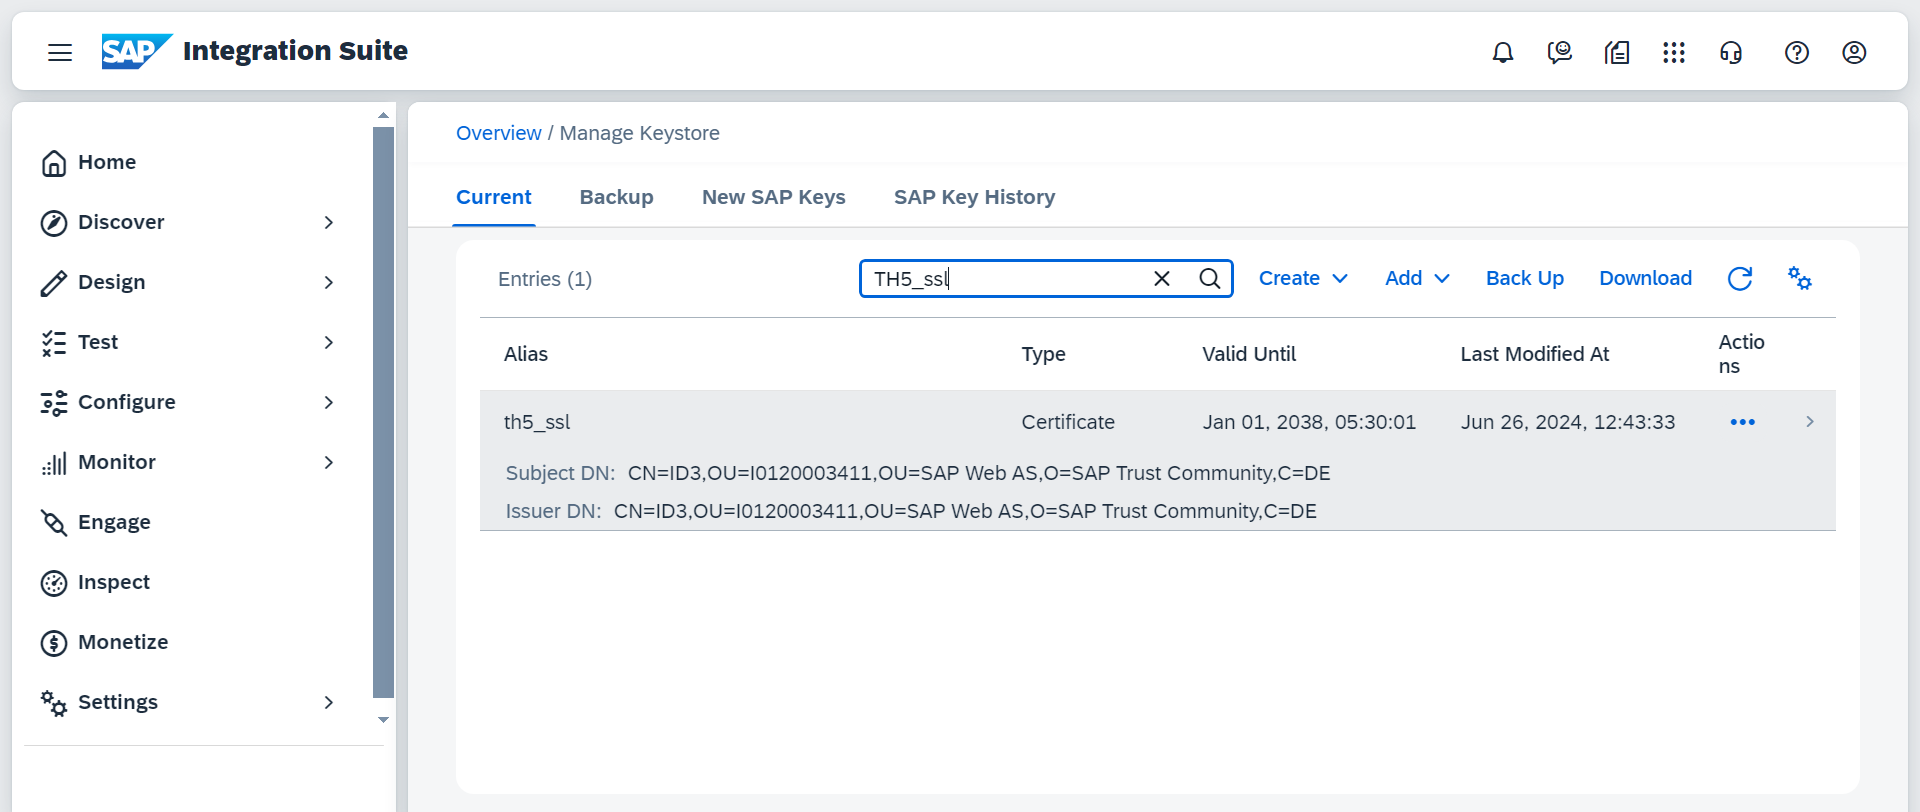 SAP Integration Suite
Home
Discover
Design
Test
Configure
Monitor
Engage
Inspect
Monetize
Settings
Overview / Manage Keystore
Current Backup New SAP Keys SAP Key History
Entries (1) TH5_ssl Create Add Back Up Download
Alias Type Valid Until Last Modified At Actio
ns
th5_ssl Certificate Jan 01, 2038, 05:30:01 Jun 26, 2024, 12:43:33
Subject DN: CN=ID3,OU=I0120003411,OU=SAP Web AS,O=SAP Trust Community,C=DE
Issuer DN: CN=ID3,OU=I0120003411,OU=SAP Web AS,O=SAP Trust Community,C=DE